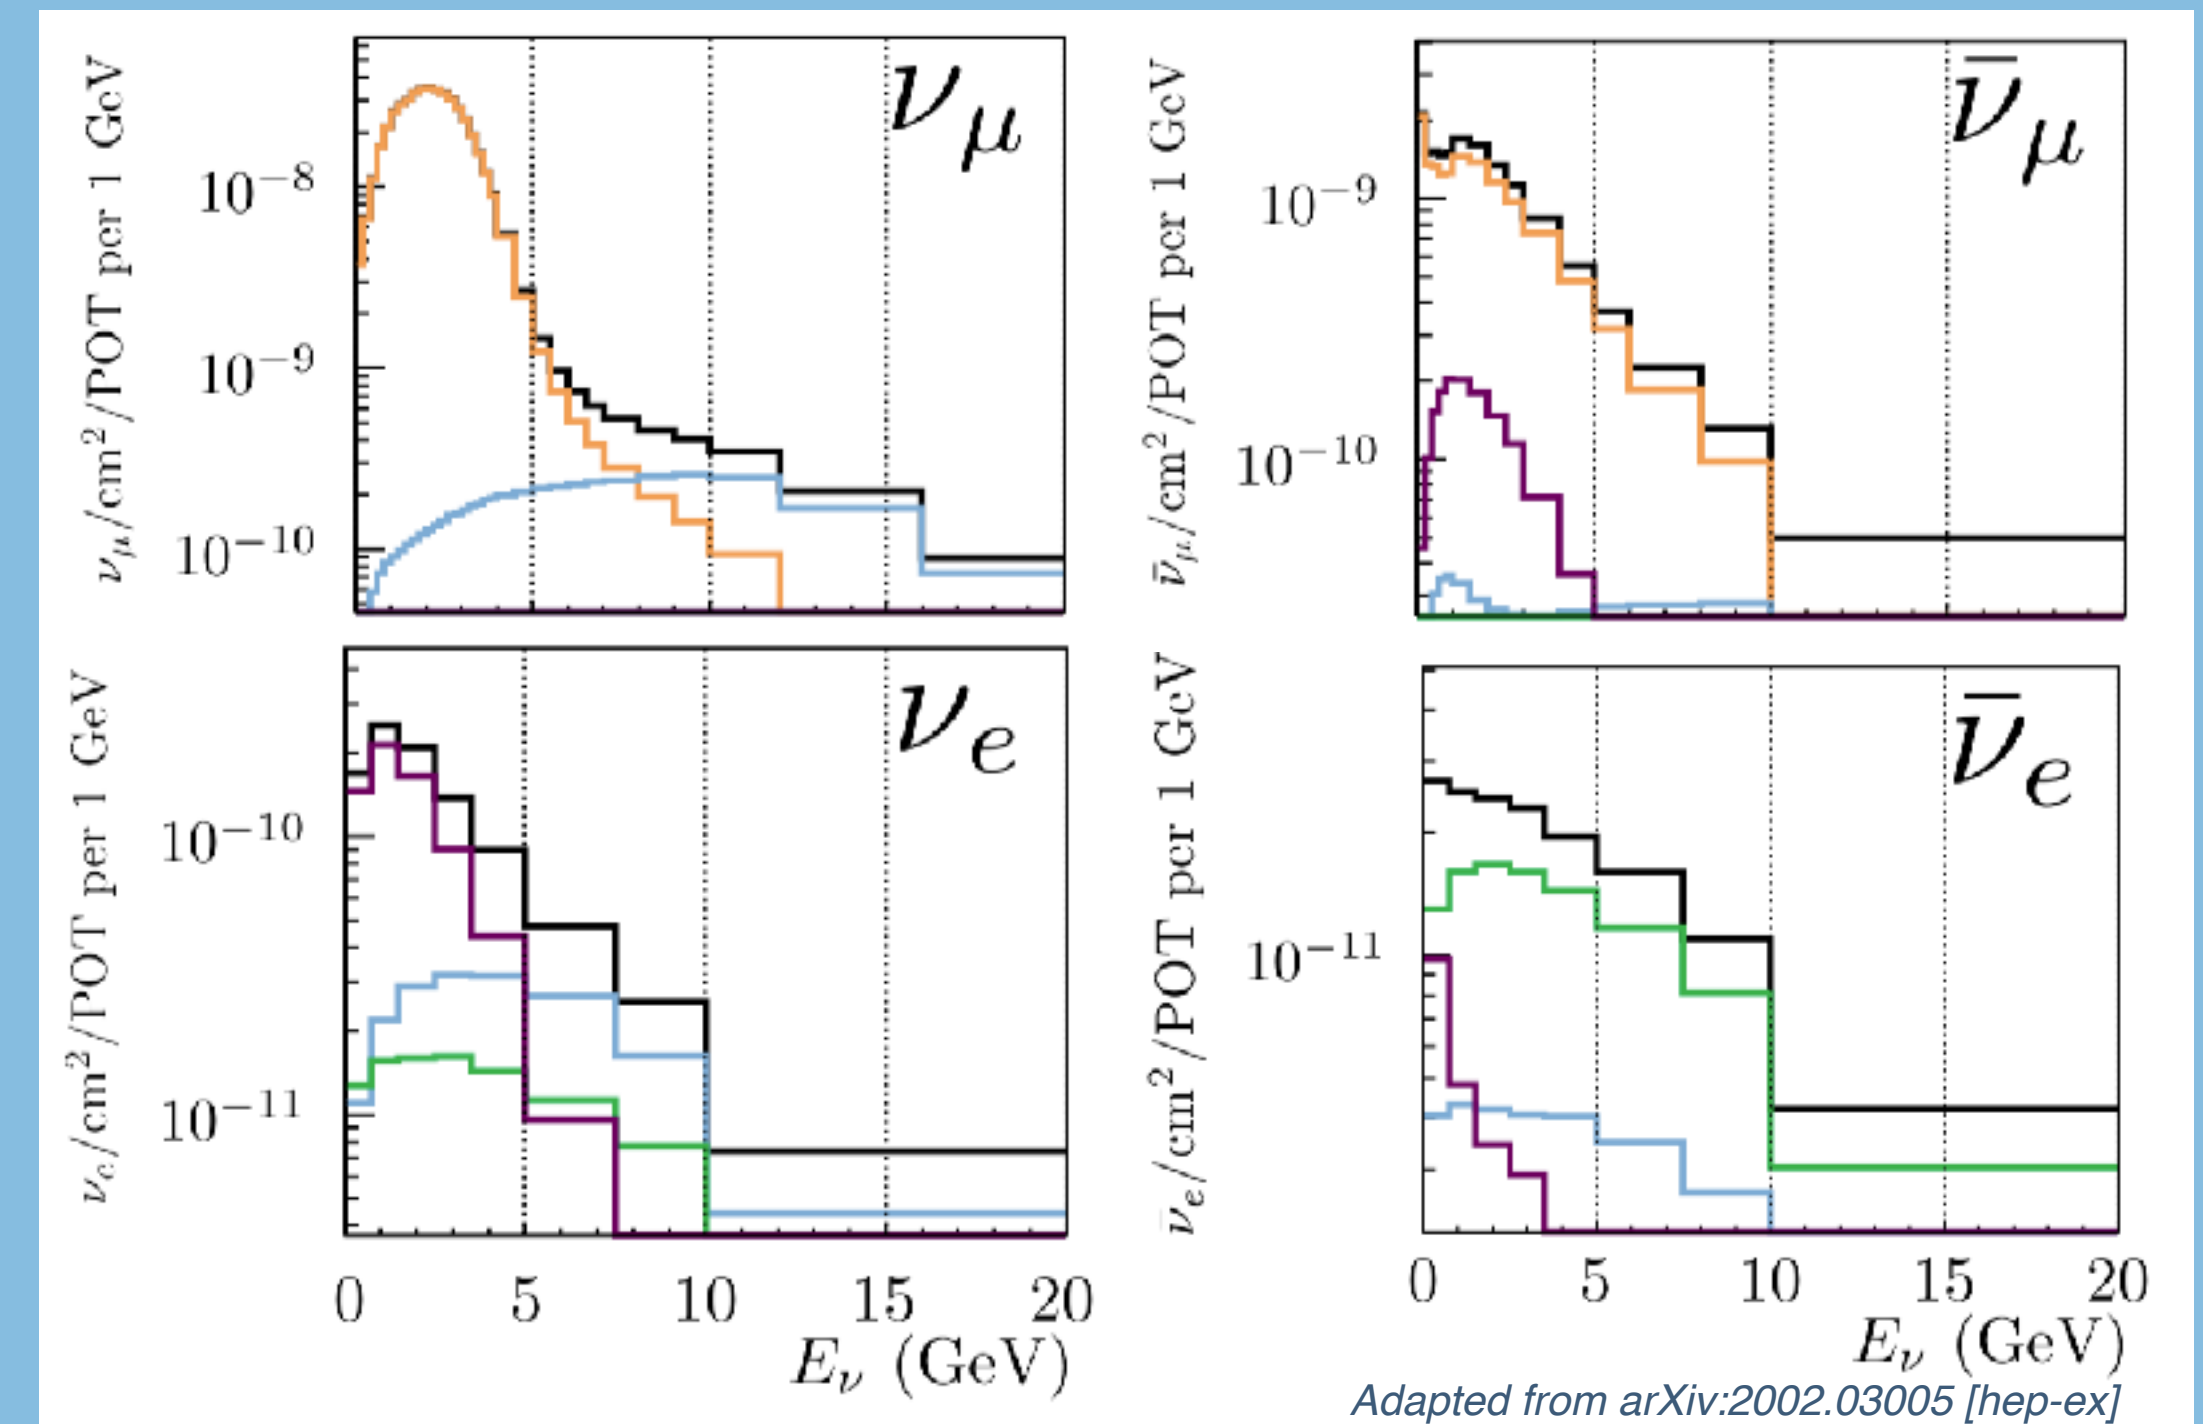 ν_μ/cm²/POT per 1 GeV
10⁻⁸
10⁻⁹
10⁻¹⁰
ν_μ
ν̄_μ/cm²/POT per 1 GeV
10⁻⁹
10⁻¹⁰
ν̄_μ
ν_e/cm²/POT per 1 GeV
10⁻¹⁰
10⁻¹¹
ν_e
0 5 10 15 20
E_ν (GeV)
ν̄_e/cm²/POT per 1 GeV
10⁻¹¹
ν̄_e
0 5 10 15 20
E_ν (GeV)
Adapted from arXiv:2002.03005 [hep-ex]